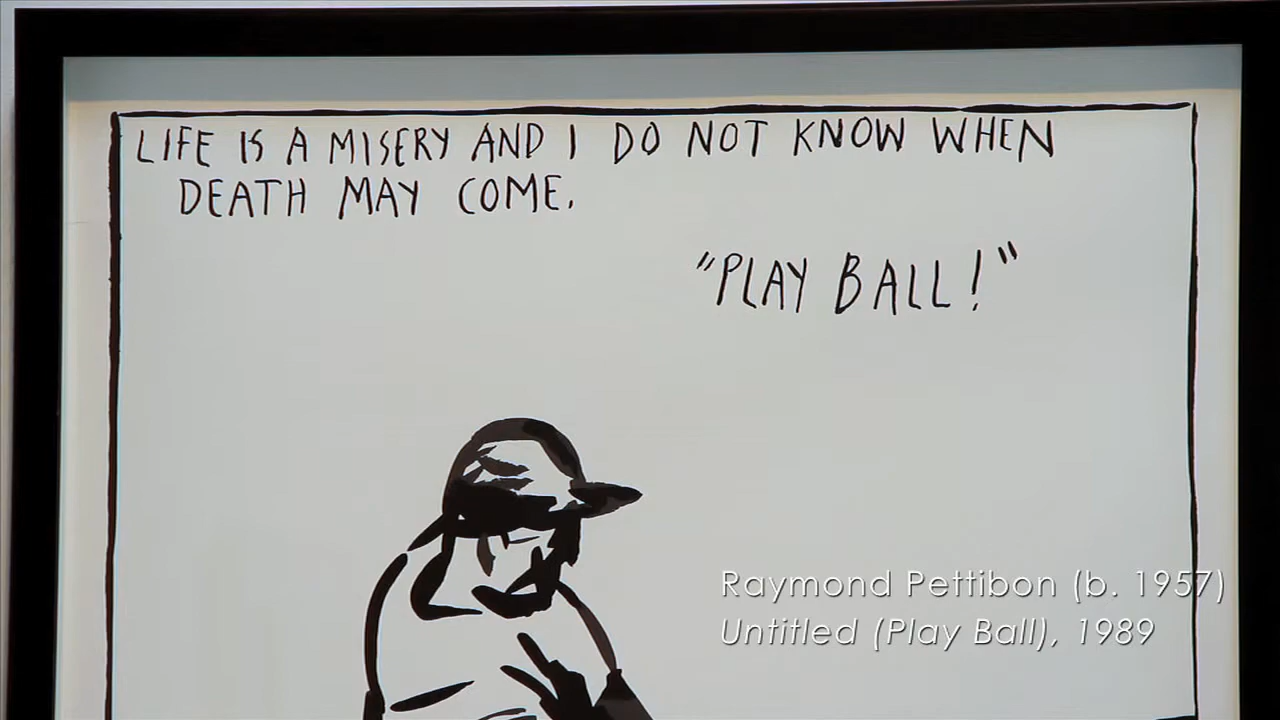 LIFE IS A MISERY AND I DO NOT KNOW WHEN
DEATH MAY COME.
"PLAY BALL!"
Raymond Pettibon (b. 1957)
Untitled (Play Ball), 1989